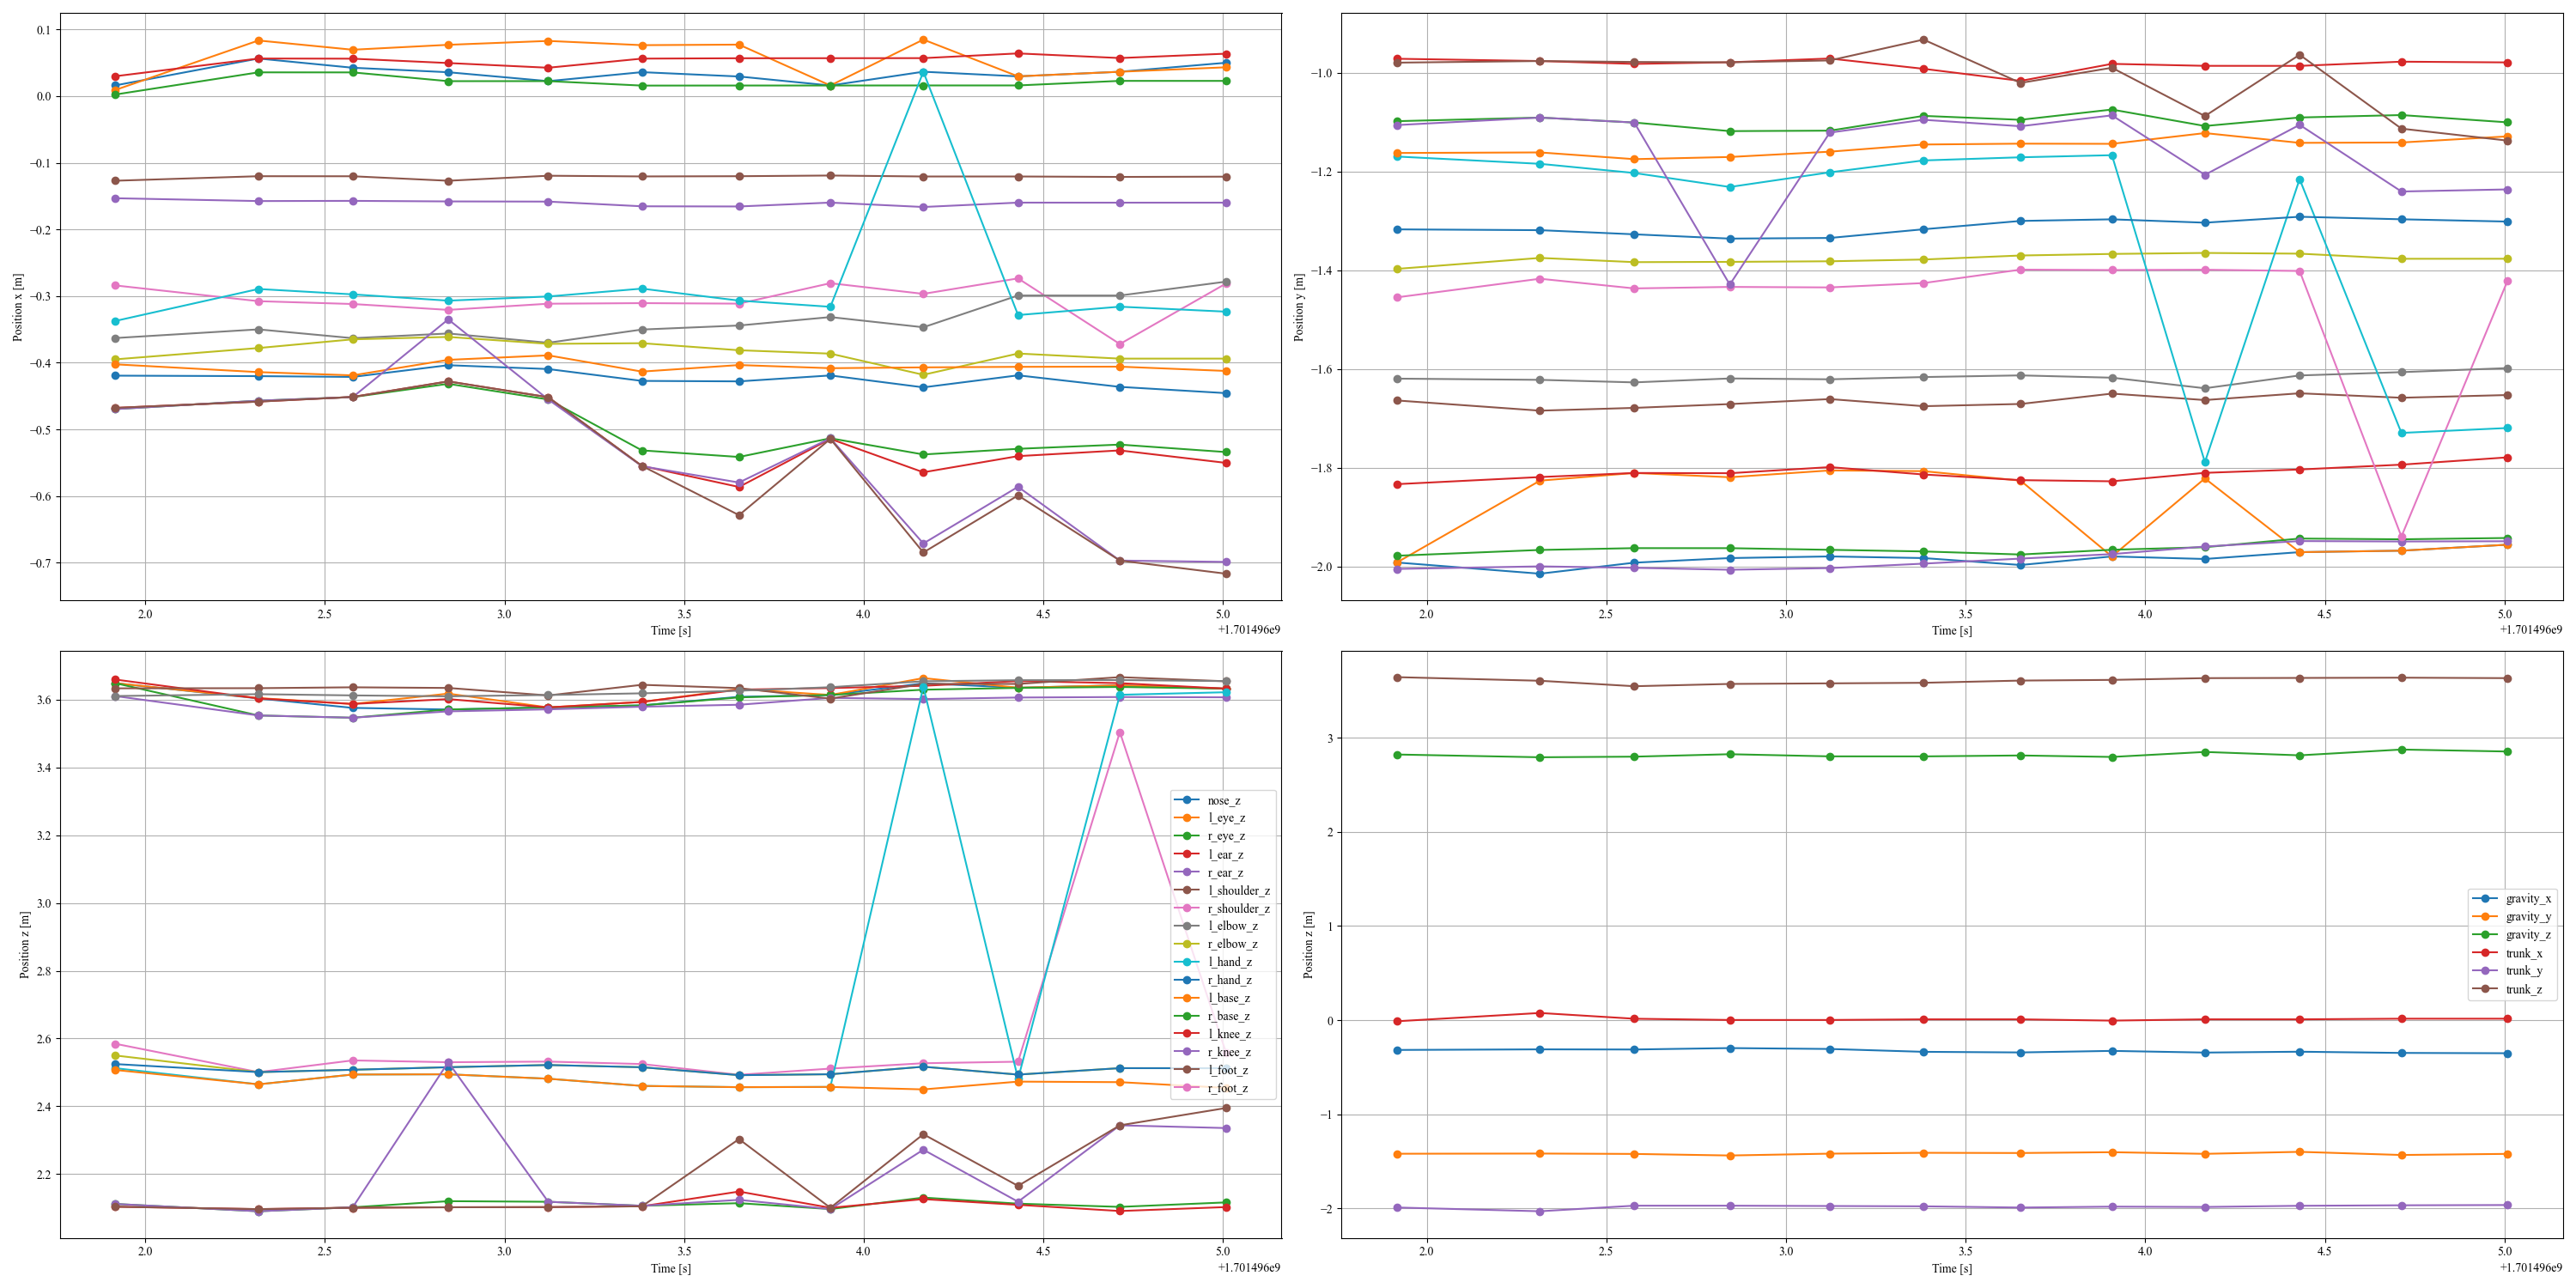 0.1
0.0
−0.1
−0.2
−0.3
−0.4
−0.5
−0.6
−0.7
Position x [m]
2.0 2.5 3.0 3.5 4.0 4.5 5.0
Time [s]
+1.701496e9
−1.0
−1.2
−1.4
−1.6
−1.8
−2.0
Position y [m]
2.0 2.5 3.0 3.5 4.0 4.5 5.0
Time [s]
+1.701496e9
3.6
3.4
3.2
3.0
2.8
2.6
2.4
2.2
Position z [m]
nose_z
l_eye_z
r_eye_z
l_ear_z
r_ear_z
l_shoulder_z
r_shoulder_z
l_elbow_z
r_elbow_z
l_hand_z
r_hand_z
l_base_z
r_base_z
l_knee_z
r_knee_z
l_foot_z
r_foot_z
2.0 2.5 3.0 3.5 4.0 4.5 5.0
Time [s]
+1.701496e9
3
2
1
0
−1
−2
Position z [m]
gravity_x
gravity_y
gravity_z
trunk_x
trunk_y
trunk_z
2.0 2.5 3.0 3.5 4.0 4.5 5.0
Time [s]
+1.701496e9